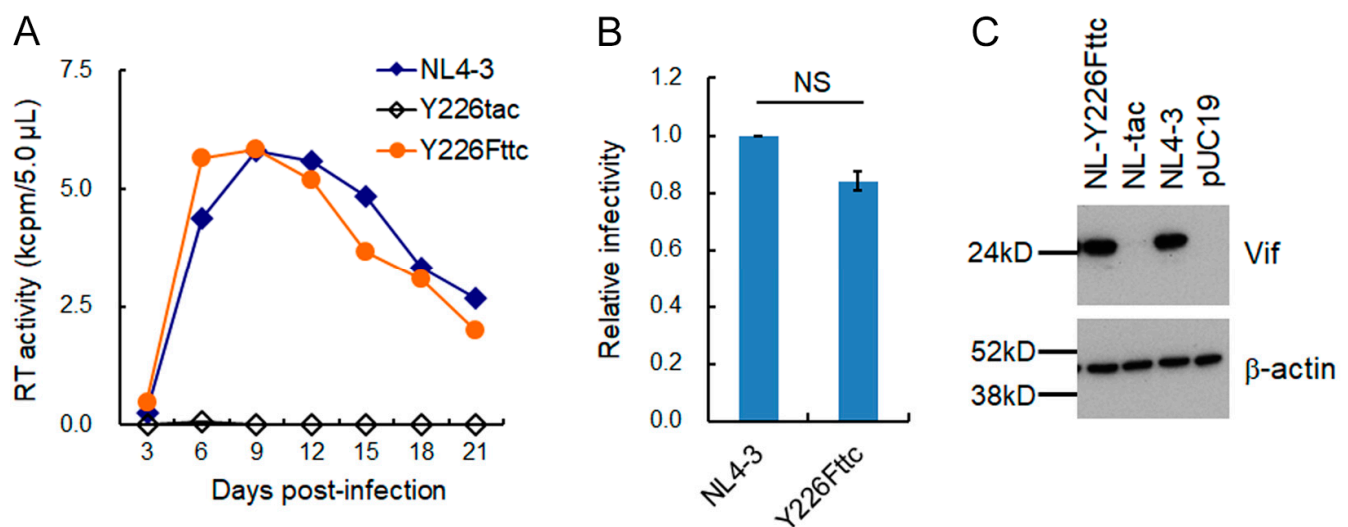 A
RT activity (kcpm/5.0 µL)
7.5
5.0
2.5
0.0
3 6 9 12 15 18 21
Days post-infection
NL4-3
Y226tac
Y226Fttc
B
Relative infectivity
1.2
1.0
0.8
0.6
0.4
0.2
0.0
NS
NL4-3
Y226Fttc
C
NL-Y226Fttc
NL-tac
NL4-3
pUC19
24kD
Vif
52kD
38kD
β-actin